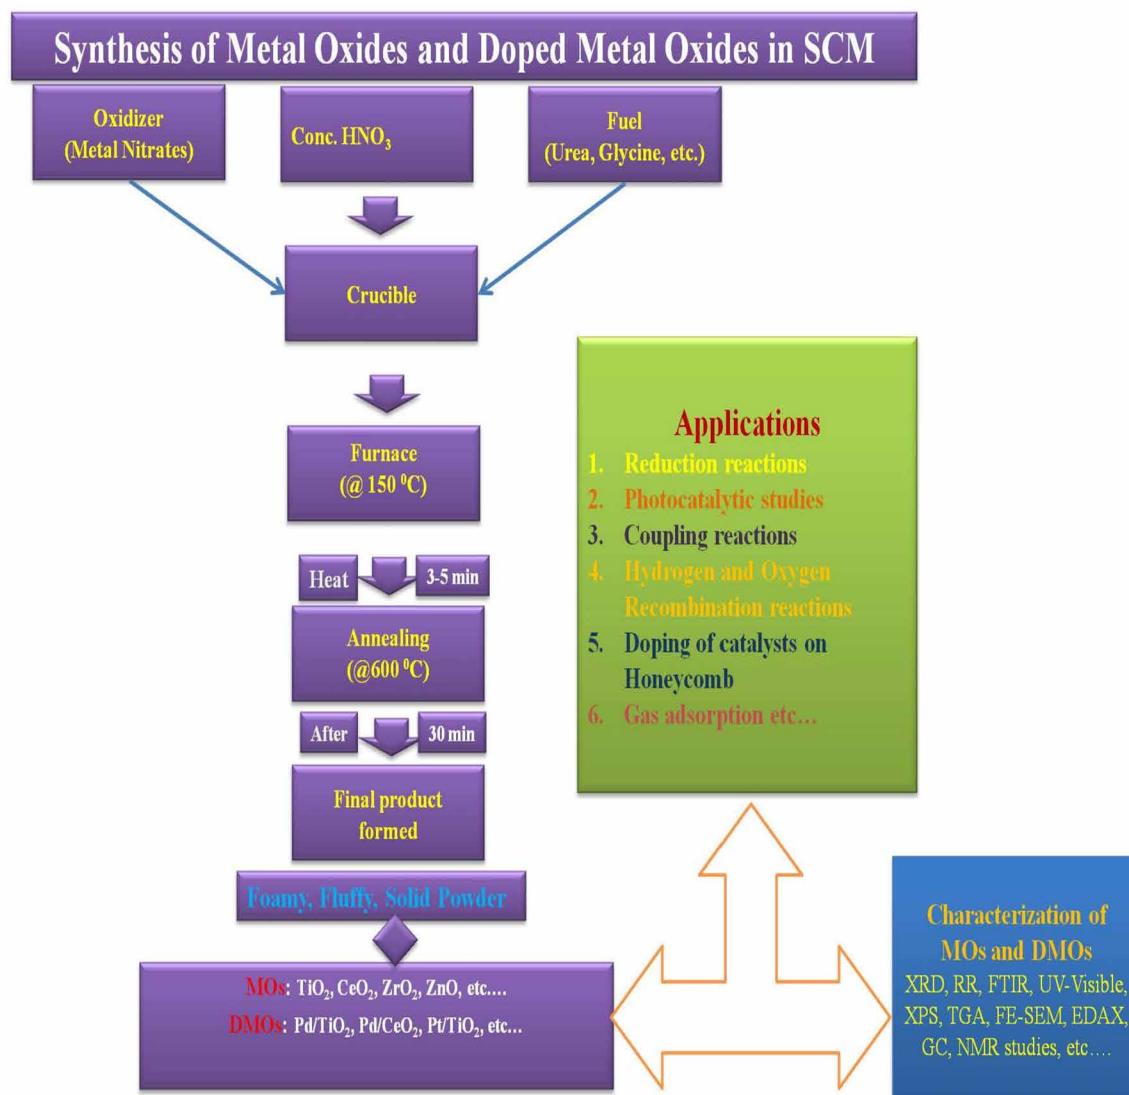 Synthesis of Metal Oxides and Doped Metal Oxides in SCM
Oxidizer
(Metal Nitrates)
Conc. HNO₃
Fuel
(Urea, Glycine, etc.)
Crucible
Furnace
(@ 150 ⁰C)
Heat
3-5 min
Annealing
(@600 ⁰C)
After
30 min
Final product
formed
Foamy, Fluffy, Solid Powder
MOs: TiO₂, CeO₂, ZrO₂, ZnO, etc....
DMOs: Pd/TiO₂, Pd/CeO₂, Pt/TiO₂, etc...
Applications
1. Reduction reactions
2. Photocatalytic studies
3. Coupling reactions
4. Hydrogen and Oxygen
Recombination reactions
5. Doping of catalysts on
Honeycomb
6. Gas adsorption etc...
Characterization of
MOs and DMOs
XRD, RR, FTIR, UV-Visible,
XPS, TGA, FE-SEM, EDAX,
GC, NMR studies, etc....